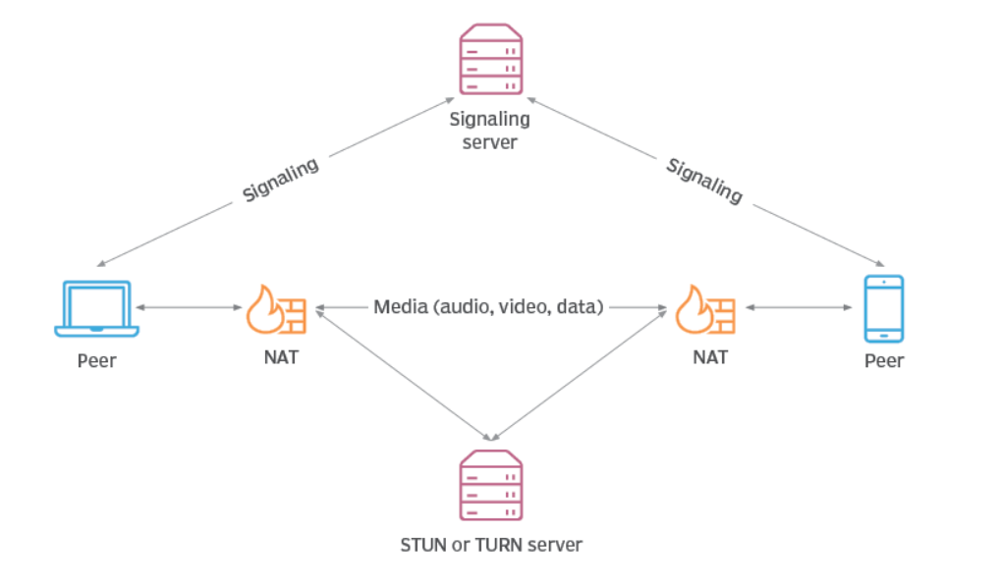 Signaling
server
Signaling
Signaling
Media (audio, video, data)
Peer
NAT
NAT
Peer
STUN or TURN server